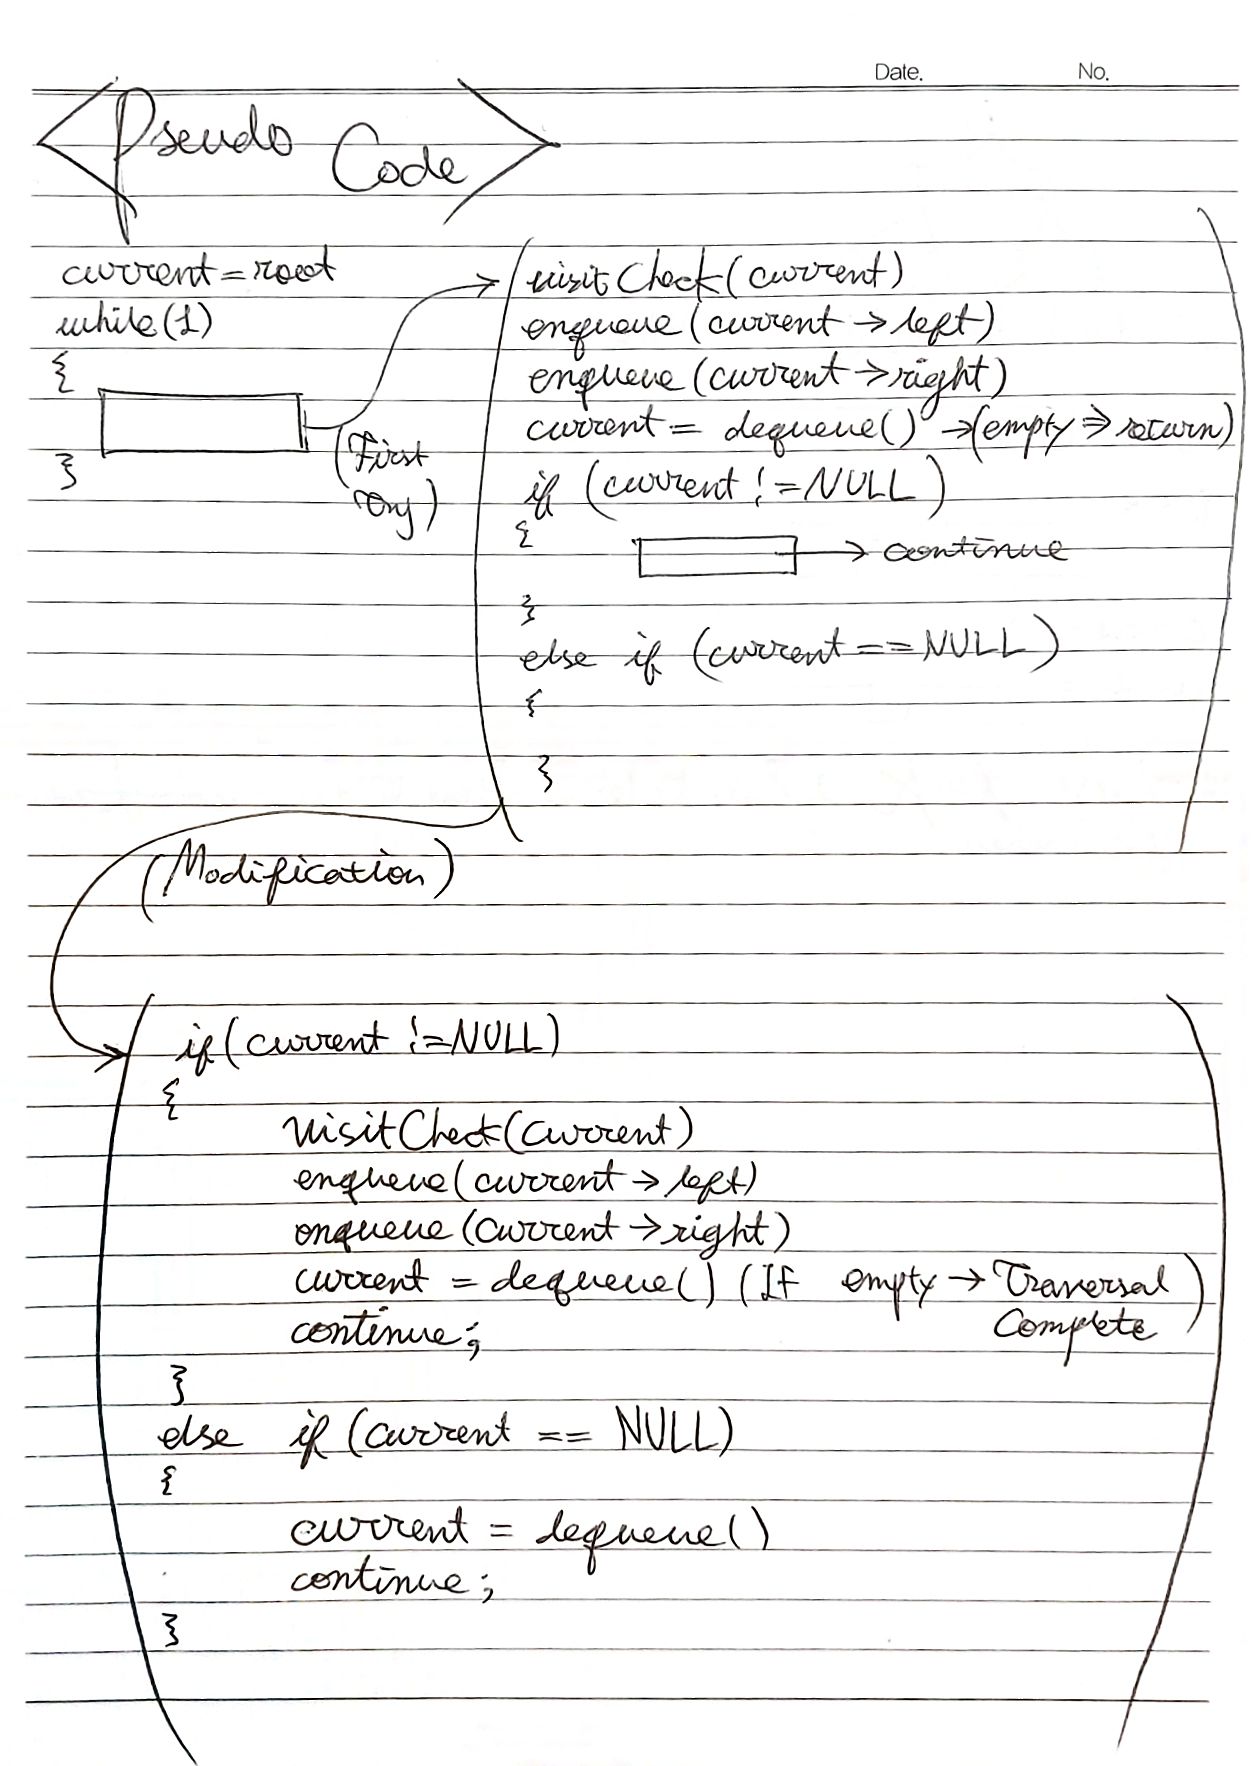 Date. No.
Pseudo Code
current = root
while(1)
{
}
(First
Try)
visitCheck(current)
enqueue(current → left)
enqueue(current → right)
current = dequeue() → (empty ⇒ return)
if (current != NULL)
{
→ continue
}
else if (current == NULL)
{
}
(Modification)
if(current != NULL)
{
visitCheck(current)
enqueue(current → left)
enqueue(current → right)
current = dequeue() (If empty → Traversal
Complete)
continue;
}
else if (current == NULL)
{
current = dequeue()
continue;
}